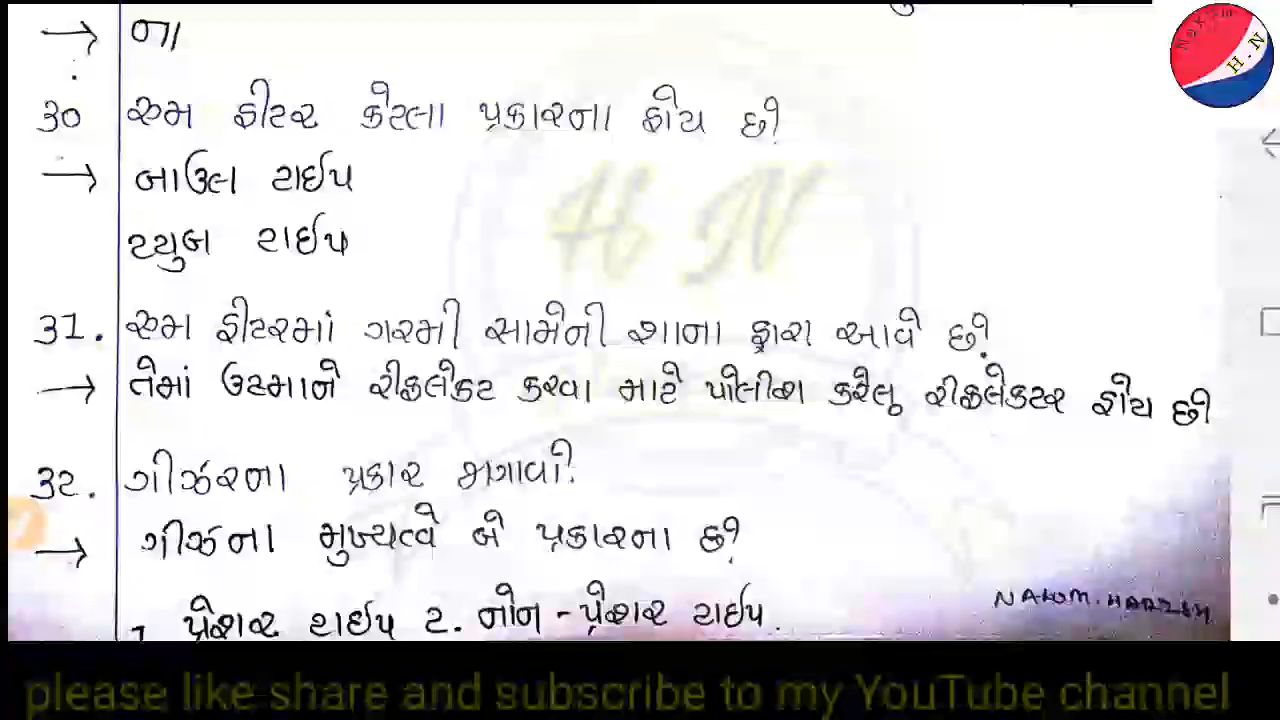 → ના
30 રુમ હીટર કેટલા પ્રકારના હોય છે?
→ બાઉલ ટાઈપ
ટયુબ ટાઈપ
31. રુમ હીટરમાં ગરમી સામેની શાના દ્વારા આવે છે?
→ તેમાં ઉષ્માને રીફલેકટ કરવા માટે પોલીશ કરેલુ રીફલેકટર હોય છે
32. ગીઝરના પ્રકાર જણાવો?
→ ગીઝના મુખ્યત્વે બે પ્રકારના છે?
1. પ્રેશર ટાઈપ 2. નોન - પ્રેશર ટાઈપ.
H N
H.N
please like share and subscribe to my YouTube channel